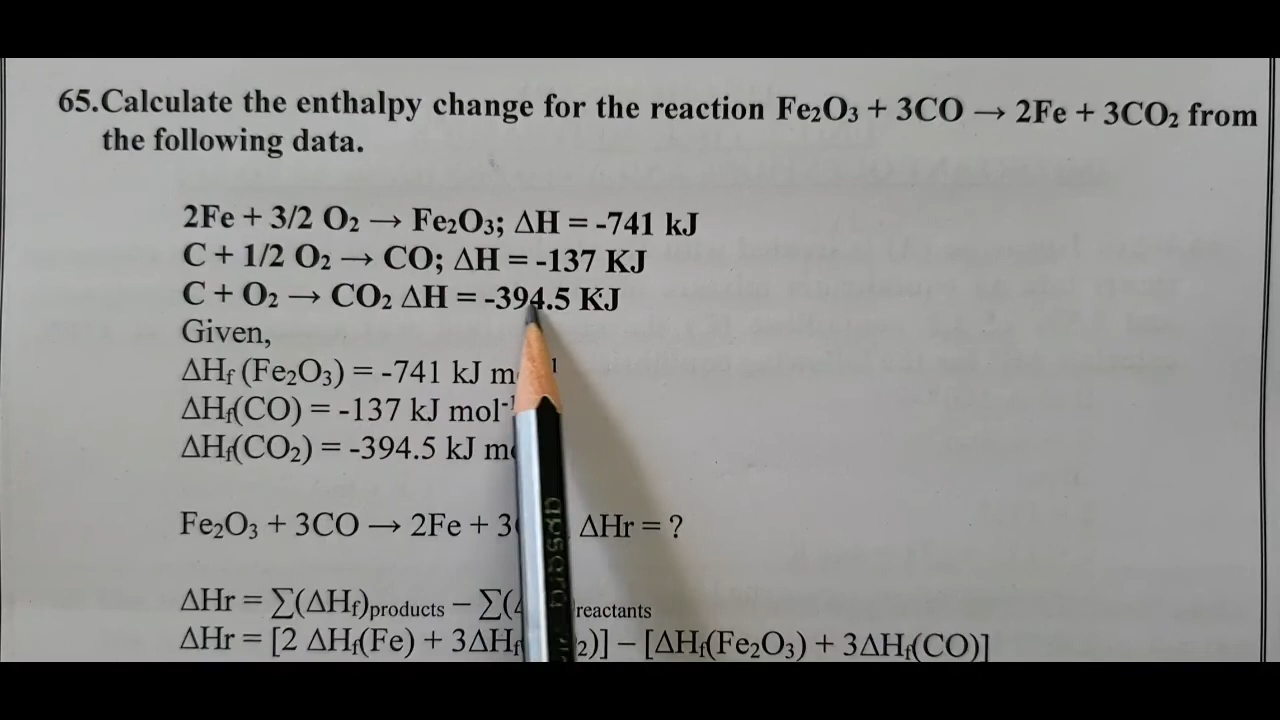 65.Calculate the enthalpy change for the reaction Fe₂O₃ + 3CO → 2Fe + 3CO₂ from
the following data.
2Fe + 3/2 O₂ → Fe₂O₃; ΔH = -741 kJ
C + 1/2 O₂ → CO; ΔH = -137 KJ
C + O₂ → CO₂ ΔH = -394.5 KJ
Given,
ΔHf (Fe₂O₃) = -741 kJ m 1
ΔHf(CO) = -137 kJ mol⁻¹
ΔHf(CO₂) = -394.5 kJ m
Fe₂O₃ + 3CO → 2Fe + 3 ΔHr = ?
ΔHr = ∑(ΔHf)products – ∑( reactants
ΔHr = [2 ΔHf(Fe) + 3ΔHf 2)] – [ΔHf(Fe₂O₃) + 3ΔHf(CO)]
apsara